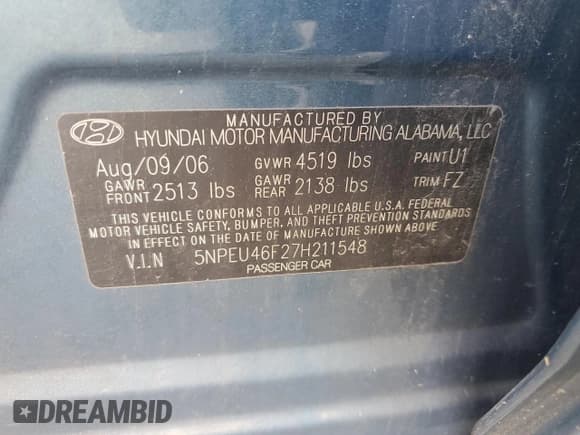 MANUFACTURED BY
HYUNDAI MOTOR MANUFACTURING ALABAMA, LLC
Aug/09/06 GVWR 4519 lbs PAINT U1
GAWR FRONT 2513 lbs GAWR REAR 2138 lbs TRIM FZ
THIS VEHICLE CONFORMS TO ALL APPLICABLE U.S.A. FEDERAL
MOTOR VEHICLE SAFETY, BUMPER, AND THEFT PREVENTION STANDARDS
IN EFFECT ON THE DATE OF MANUFACTURE SHOWN ABOVE
V.I.N 5NPEU46F27H211548
PASSENGER CAR
DREAMBID